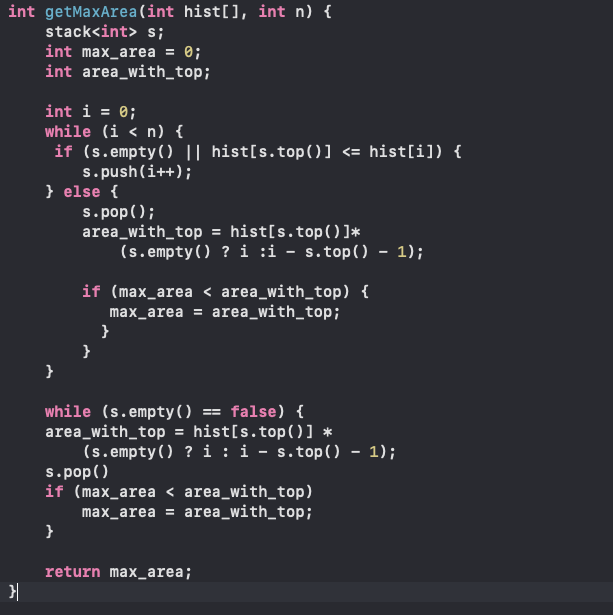 int getMaxArea(int hist[], int n) {
    stack<int> s;
    int max_area = 0;
    int area_with_top;

    int i = 0;
    while (i < n) {
     if (s.empty() || hist[s.top()] <= hist[i]) {
        s.push(i++);
    } else {
        s.pop();
        area_with_top = hist[s.top()]*
            (s.empty() ? i :i - s.top() - 1);

        if (max_area < area_with_top) {
           max_area = area_with_top;
          }
        }
    }

    while (s.empty() == false) {
    area_with_top = hist[s.top()] *
        (s.empty() ? i : i - s.top() - 1);
    s.pop()
    if (max_area < area_with_top)
        max_area = area_with_top;
    }

    return max_area;
}